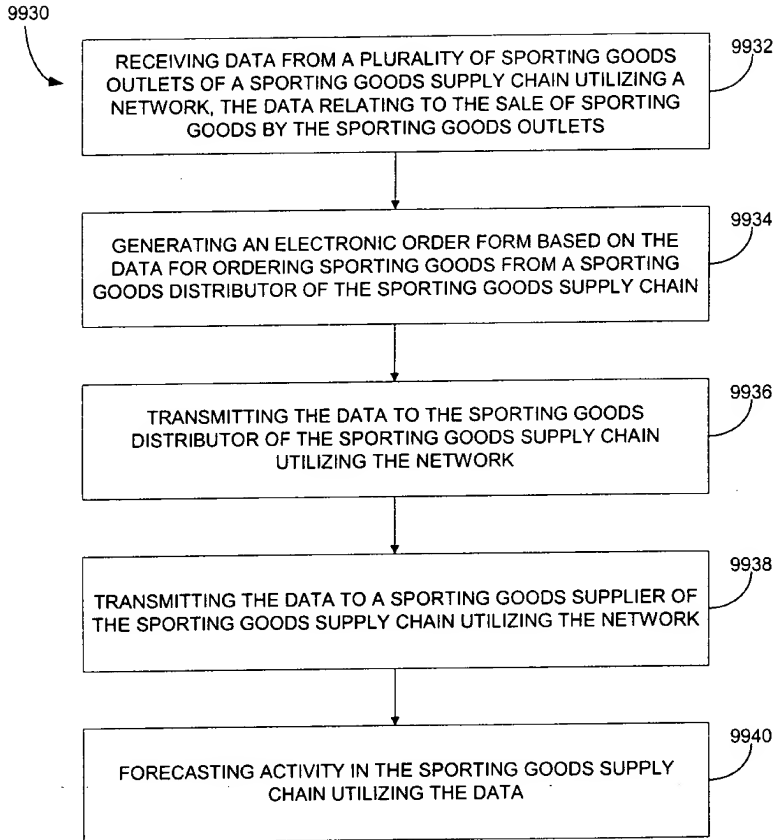 9930
9932
RECEIVING DATA FROM A PLURALITY OF SPORTING GOODS
OUTLETS OF A SPORTING GOODS SUPPLY CHAIN UTILIZING A
NETWORK, THE DATA RELATING TO THE SALE OF SPORTING
GOODS BY THE SPORTING GOODS OUTLETS
9934
GENERATING AN ELECTRONIC ORDER FORM BASED ON THE
DATA FOR ORDERING SPORTING GOODS FROM A SPORTING
GOODS DISTRIBUTOR OF THE SPORTING GOODS SUPPLY CHAIN
9936
TRANSMITTING THE DATA TO THE SPORTING GOODS
DISTRIBUTOR OF THE SPORTING GOODS SUPPLY CHAIN
UTILIZING THE NETWORK
9938
TRANSMITTING THE DATA TO A SPORTING GOODS SUPPLIER OF
THE SPORTING GOODS SUPPLY CHAIN UTILIZING THE NETWORK
9940
FORECASTING ACTIVITY IN THE SPORTING GOODS SUPPLY
CHAIN UTILIZING THE DATA